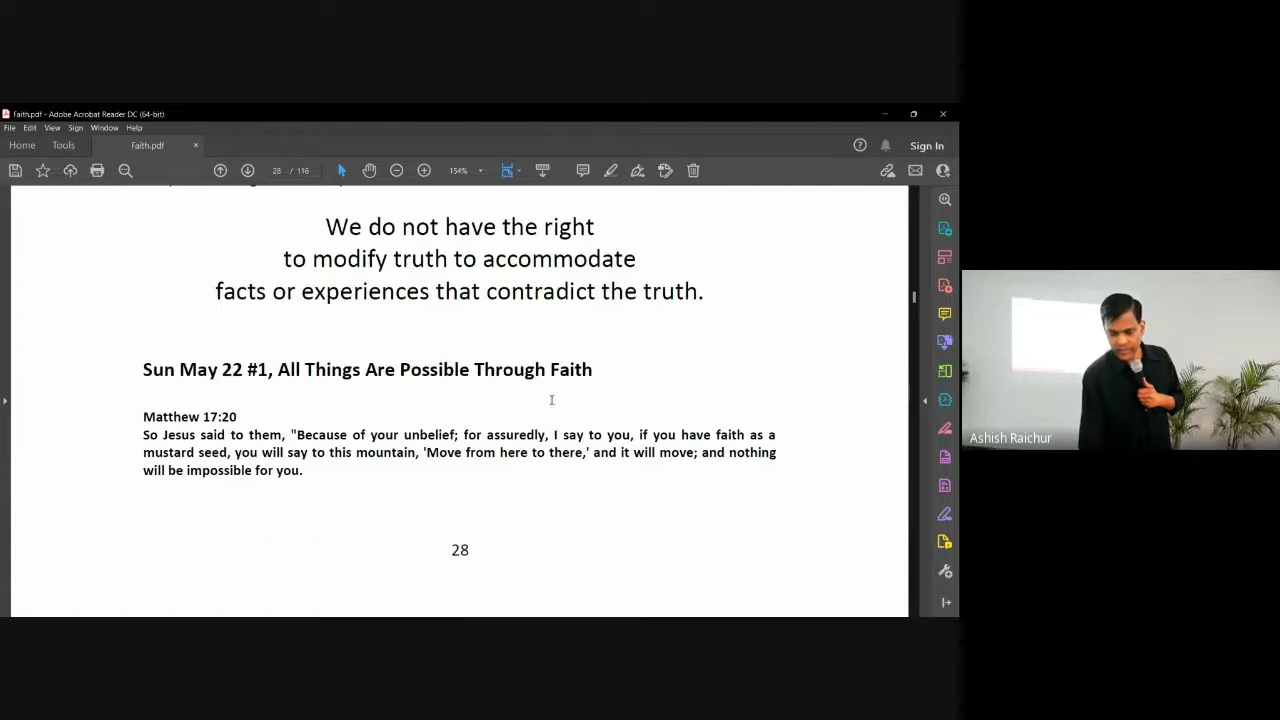 Faith.pdf - Adobe Acrobat Reader DC (64-bit)
File Edit View Sign Window Help
Home Tools Faith.pdf × Sign In
28 / 116 154%
We do not have the right
to modify truth to accommodate
facts or experiences that contradict the truth.
Sun May 22 #1, All Things Are Possible Through Faith
Matthew 17:20
So Jesus said to them, "Because of your unbelief; for assuredly, I say to you, if you have faith as a
mustard seed, you will say to this mountain, 'Move from here to there,' and it will move; and nothing
will be impossible for you.
28
Ashish Raichur